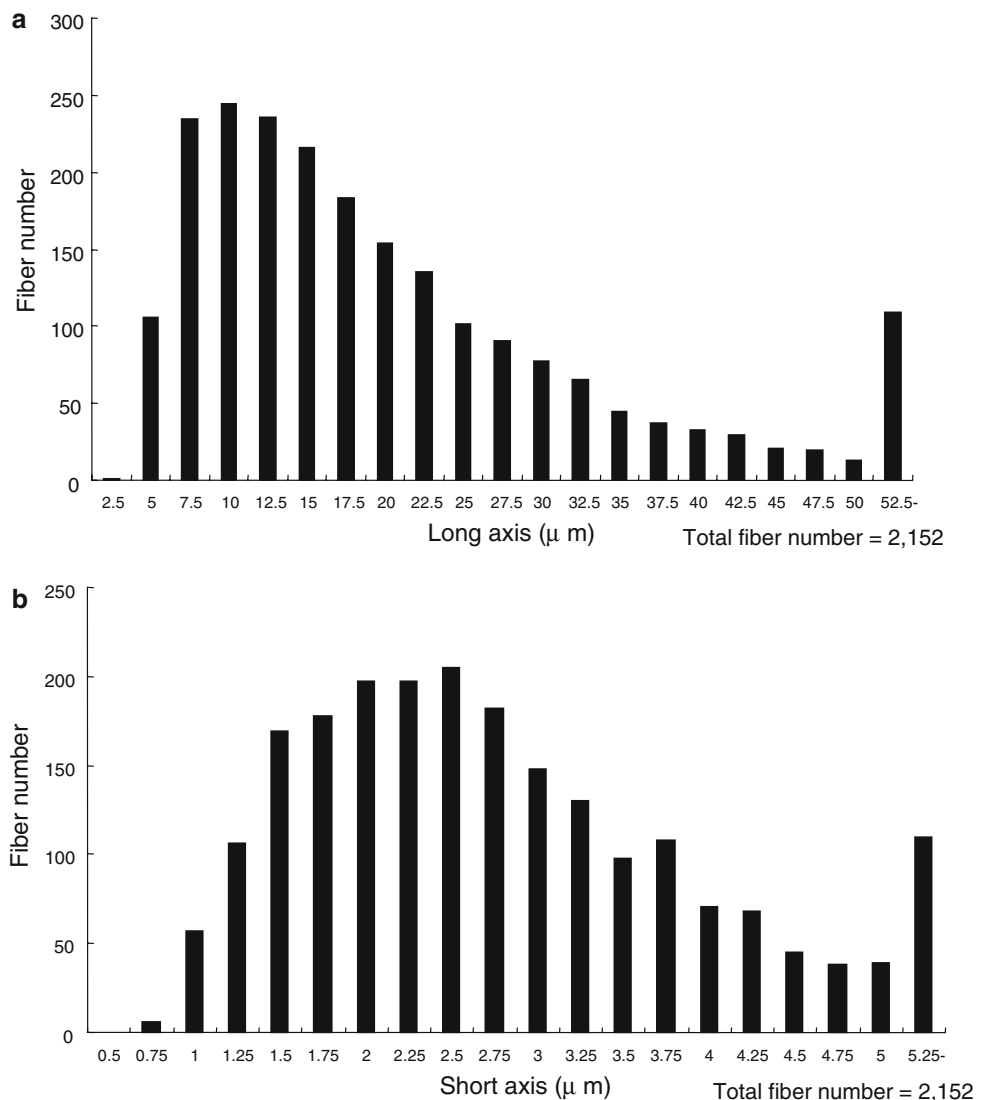 a
300
250
200
150
100
50
0
Fiber number
2.5 5 7.5 10 12.5 15 17.5 20 22.5 25 27.5 30 32.5 35 37.5 40 42.5 45 47.5 50 52.5-
Long axis (μ m)
Total fiber number = 2,152
b
250
200
150
100
50
0
Fiber number
0.5 0.75 1 1.25 1.5 1.75 2 2.25 2.5 2.75 3 3.25 3.5 3.75 4 4.25 4.5 4.75 5 5.25-
Short axis (μ m)
Total fiber number = 2,152